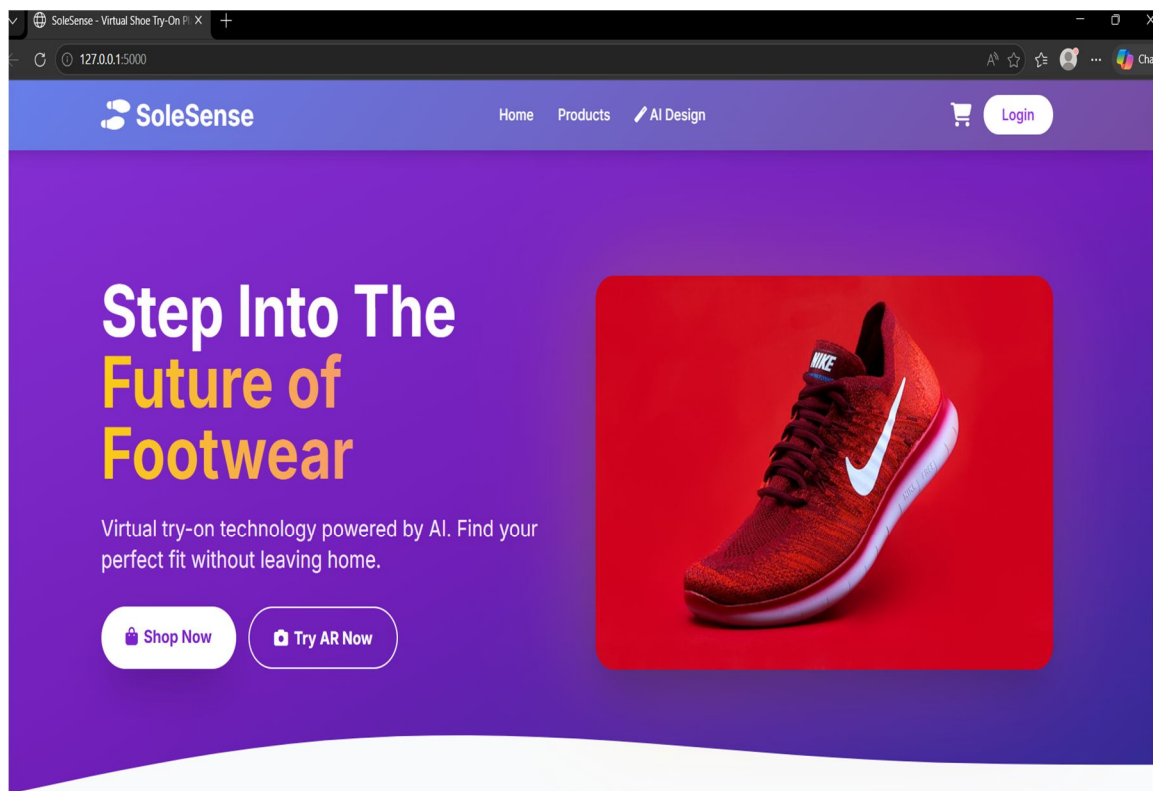 SoleSense - Virtual Shoe Try-On Pl
127.0.0.1:5000
Cha
SoleSense
Home
Products
AI Design
Login
Step Into The
Future of
Footwear
Virtual try-on technology powered by AI. Find your
perfect fit without leaving home.
Shop Now
Try AR Now
NIKE